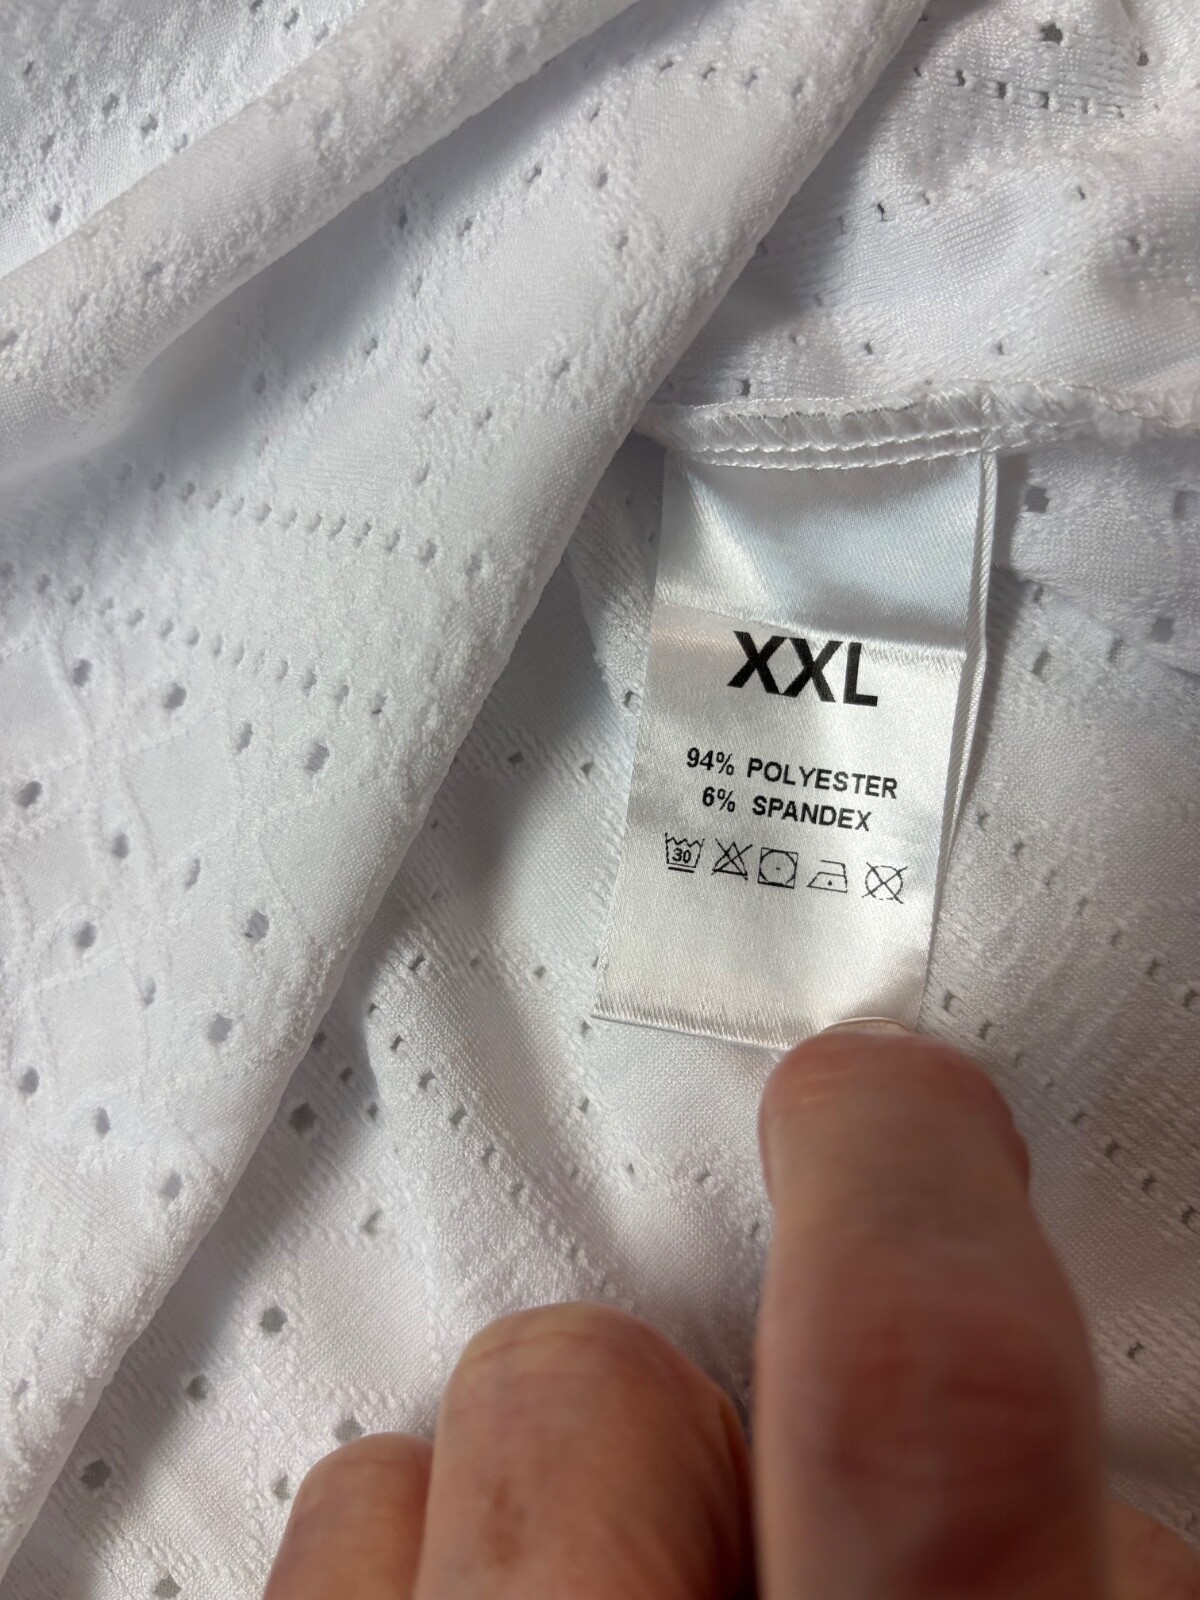 XXL
94% POLYESTER
6% SPANDEX
30